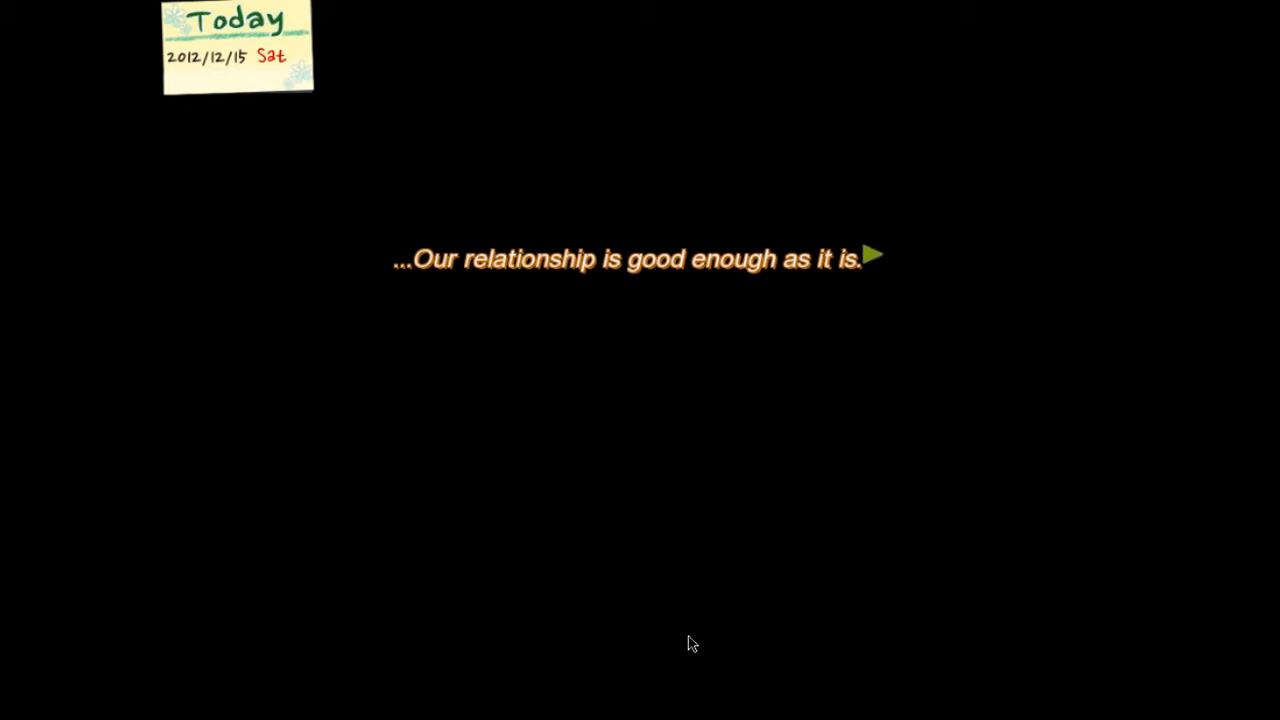 Today
2012/12/15 Sat
...Our relationship is good enough as it is.